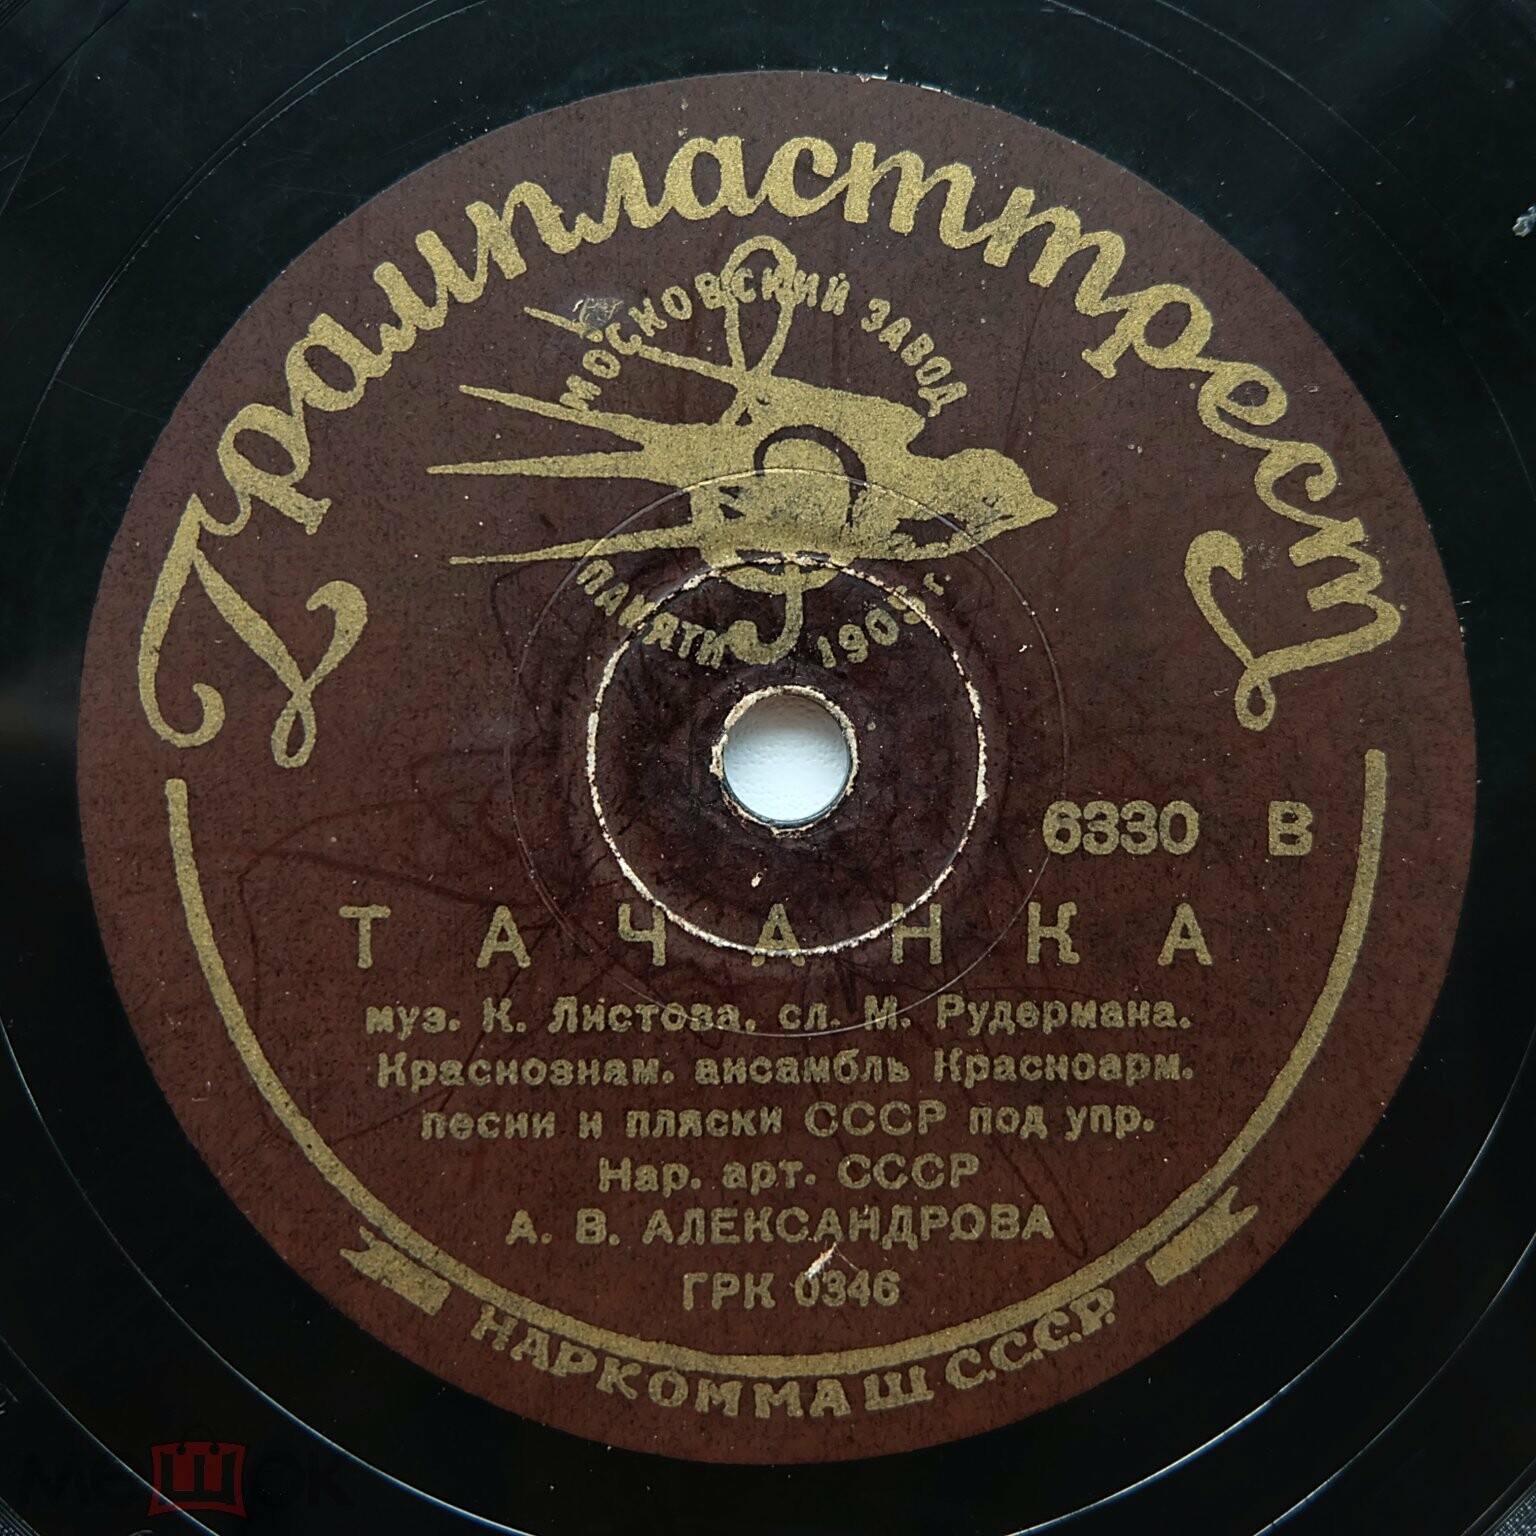 Грампласттрест
МОСКОВСКИЙ ЗАВОД
ПАМЯТИ 1905 г.
6330 В
ТАЧАНКА
муз. К. Листова, сл. М. Рудермана.
Краснознам. ансамбль Красноарм.
песни и пляски СССР под упр.
Нар. арт. СССР
А. В. АЛЕКСАНДРОВА
ГРК 0346
НАРКОММАШ С.С.С.Р.
мешок